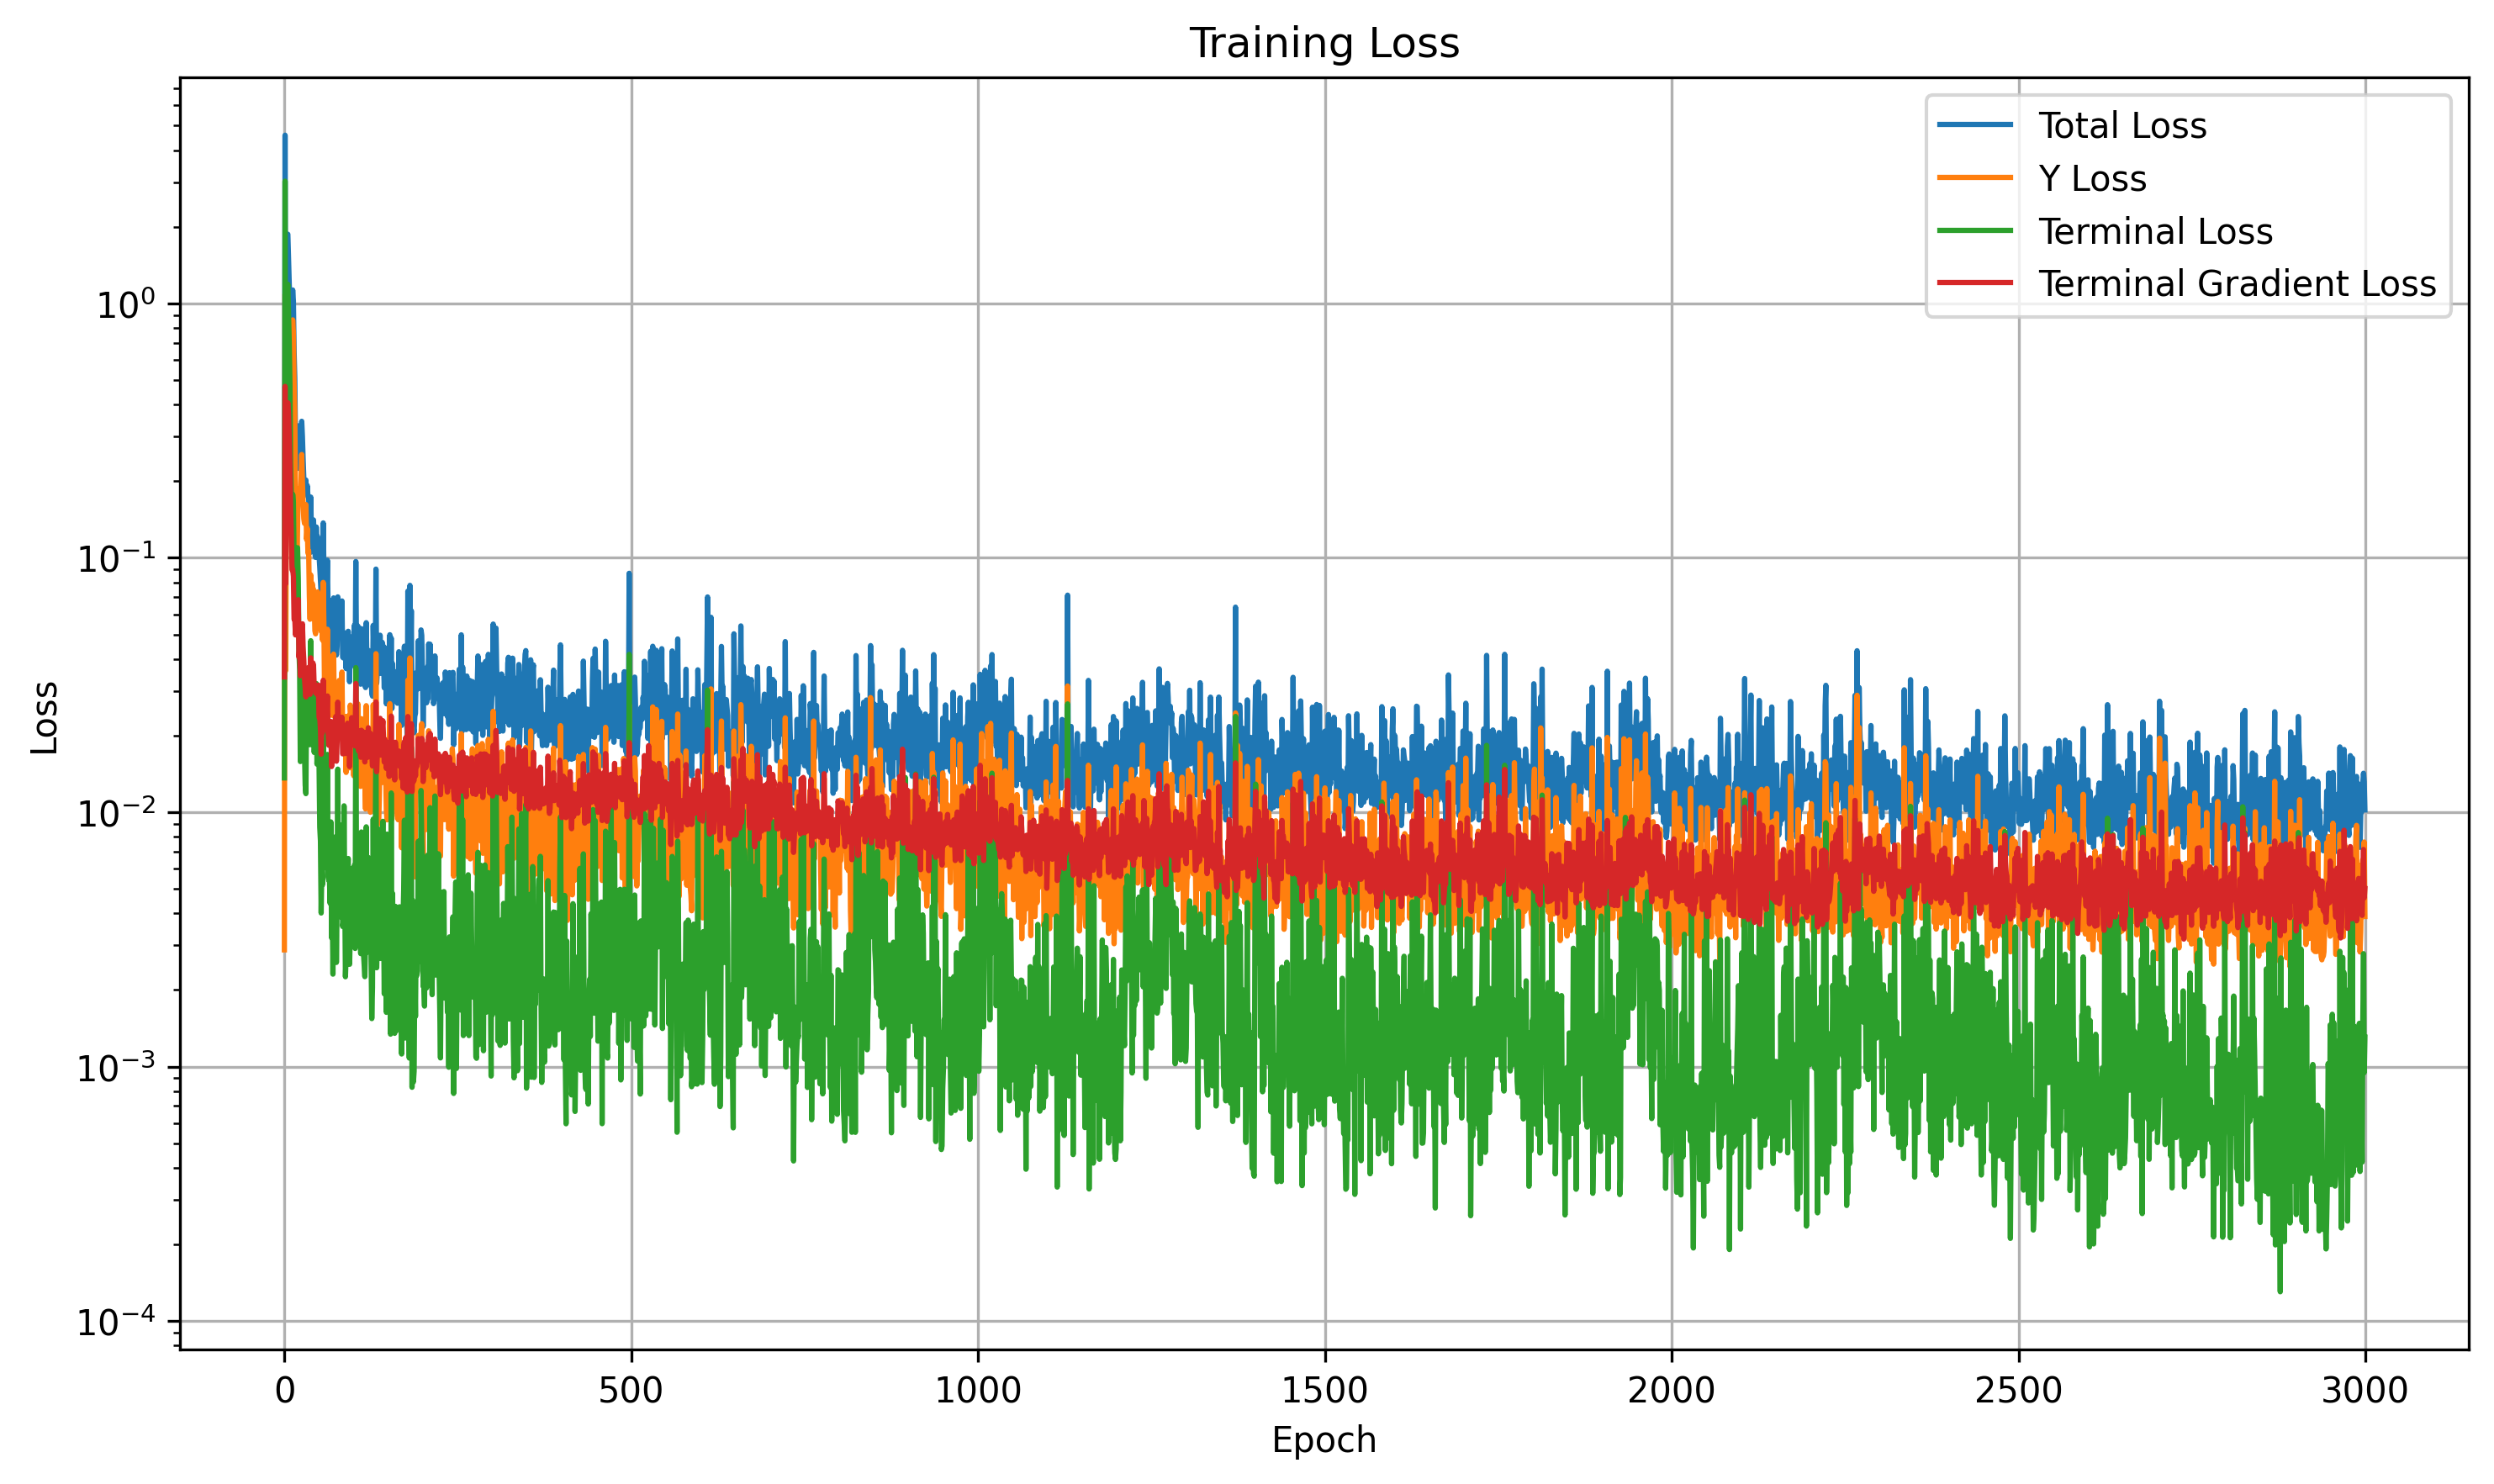 Training Loss
Total Loss
Y Loss
Terminal Loss
Terminal Gradient Loss
10⁰
10⁻¹
10⁻²
10⁻³
10⁻⁴
Loss
0 500 1000 1500 2000 2500 3000
Epoch